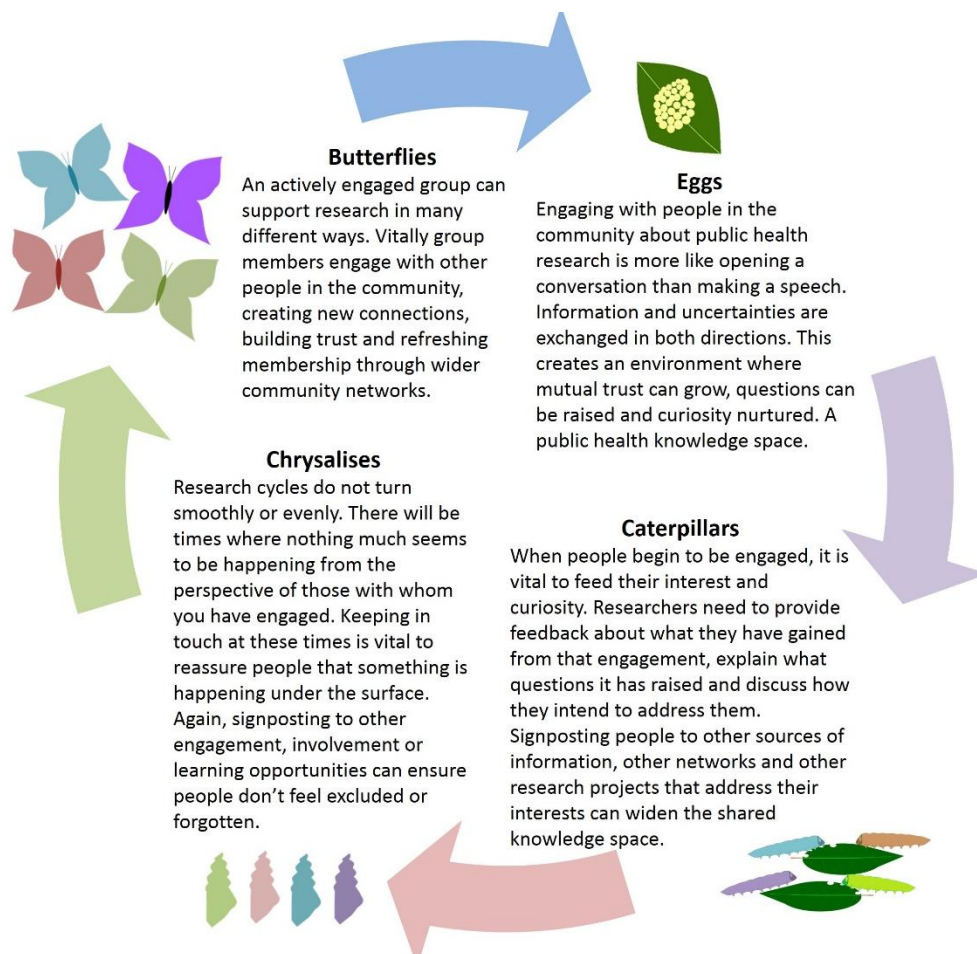 Butterflies
An actively engaged group can
support research in many
different ways. Vitally group
members engage with other
people in the community,
creating new connections,
building trust and refreshing
membership through wider
community networks.
Eggs
Engaging with people in the
community about public health
research is more like opening a
conversation than making a speech.
Information and uncertainties are
exchanged in both directions. This
creates an environment where
mutual trust can grow, questions can
be raised and curiosity nurtured. A
public health knowledge space.
Caterpillars
When people begin to be engaged, it is
vital to feed their interest and
curiosity. Researchers need to provide
feedback about what they have gained
from that engagement, explain what
questions it has raised and discuss how
they intend to address them.
Signposting people to other sources of
information, other networks and other
research projects that address their
interests can widen the shared
knowledge space.
Chrysalises
Research cycles do not turn
smoothly or evenly. There will be
times where nothing much seems
to be happening from the
perspective of those with whom
you have engaged. Keeping in
touch at these times is vital to
reassure people that something is
happening under the surface.
Again, signposting to other
engagement, involvement or
learning opportunities can ensure
people don’t feel excluded or
forgotten.